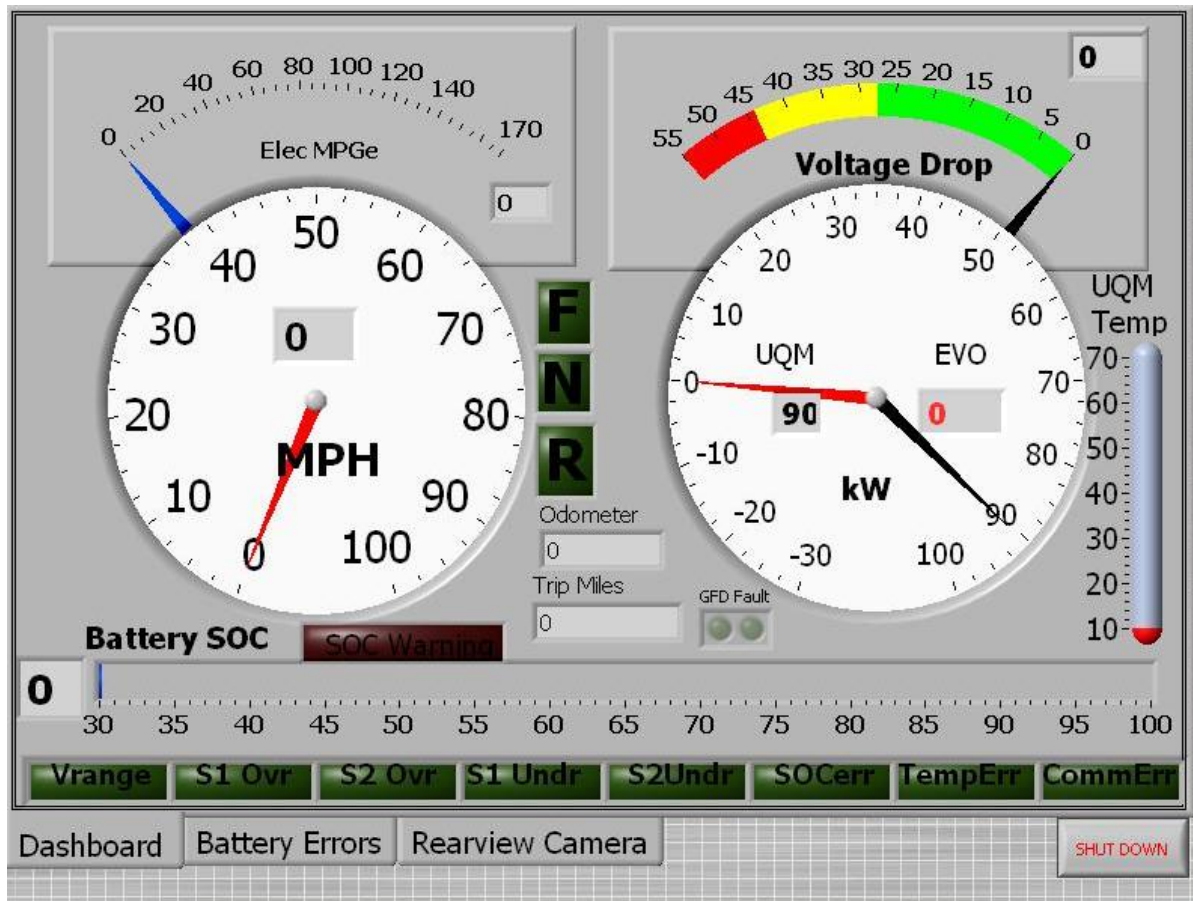 0 20 40 60 80 100 120 140 170
Elec MPGe
0
0
55 50 45 40 35 30 25 20 15 10 5 0
Voltage Drop
0 10 20 30 40 50 60 70 80 90 100
0
MPH
F
N
R
-30 -20 -10 0 10 20 30 40 50 60 70 80 90 100
UQM EVO
90 0
kW
UQM
Temp
70
60
50
40
30
20
10
Odometer
0
Trip Miles
0
GFD Fault
Battery SOC
SOC Warning
0
30 35 40 45 50 55 60 65 70 75 80 85 90 95 100
Vrange S1 Ovr S2 Ovr S1 Undr S2Undr SOCerr TempErr CommErr
Dashboard Battery Errors Rearview Camera
SHUT DOWN